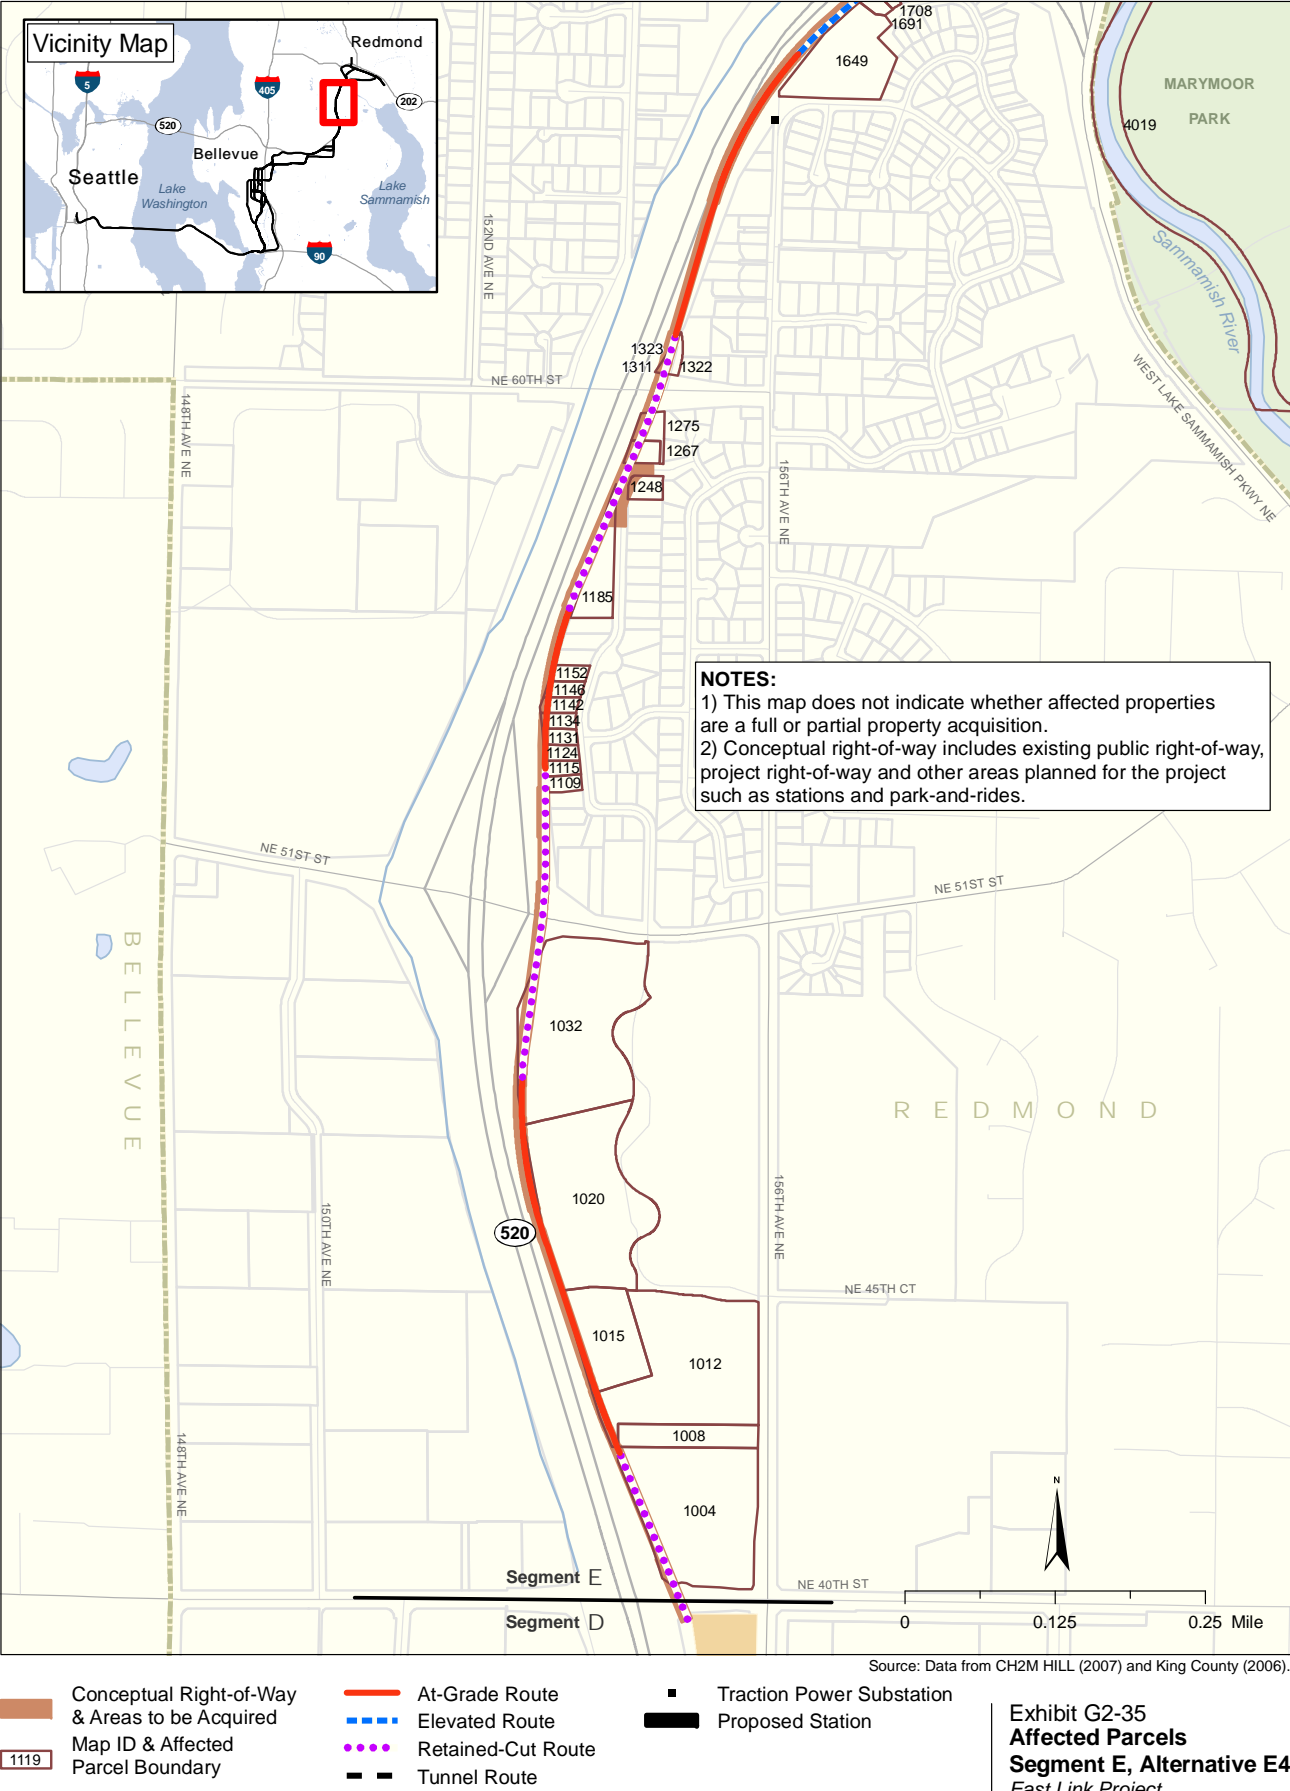 Vicinity Map
Redmond
5
405
202
520
Bellevue
Seattle
Lake
Washington
Lake
Sammamish
90
1708
1691
1649
MARYMOOR
PARK
4019
Sammamish River
WEST LAKE SAMMAMISH PKWY NE
152ND AVE NE
1323
1311
1322
NE 60TH ST
148TH AVE NE
1275
1267
1248
156TH AVE NE
1185
1152
1146
1142
1134
1131
1124
1115
1109
NOTES:
1) This map does not indicate whether affected properties
are a full or partial property acquisition.
2) Conceptual right-of-way includes existing public right-of-way,
project right-of-way and other areas planned for the project
such as stations and park-and-rides.
NE 51ST ST
NE 51ST ST
BELLEVUE
1032
REDMOND
1020
150TH AVE NE
156TH AVE NE
520
NE 45TH CT
1015
1012
1008
148TH AVE NE
1004
N
Segment E
NE 40TH ST
Segment D
0 0.125 0.25 Mile
Source: Data from CH2M HILL (2007) and King County (2006).
Conceptual Right-of-Way
& Areas to be Acquired
1119
Map ID & Affected
Parcel Boundary
At-Grade Route
Elevated Route
Retained-Cut Route
Tunnel Route
Traction Power Substation
Proposed Station
Exhibit G2-35
Affected Parcels
Segment E, Alternative E4
East Link Project